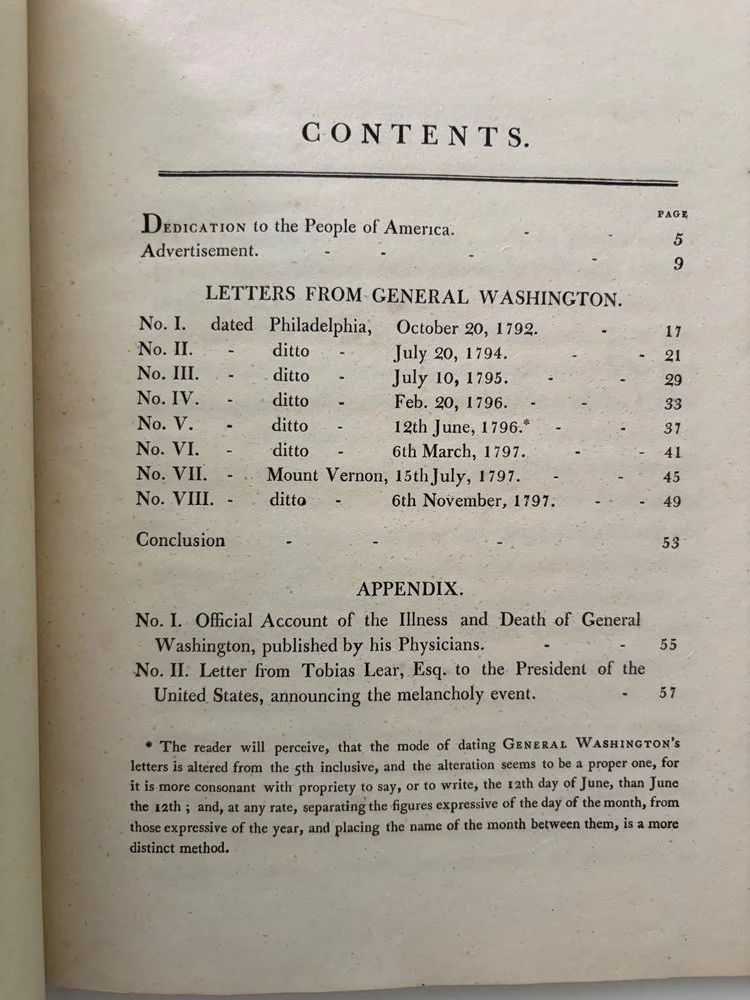 CONTENTS.
PAGE
DEDICATION to the People of America. - - 5
Advertisement. - - - - 9
LETTERS FROM GENERAL WASHINGTON.
No. I. dated Philadelphia, October 20, 1792. - 17
No. II. - ditto - July 20, 1794. - - 21
No. III. - ditto - July 10, 1795. - - 29
No. IV. - ditto - Feb. 20, 1796. - - 33
No. V. - ditto - 12th June, 1796.* - - 37
No. VI. - ditto - 6th March, 1797. - - 41
No. VII. - Mount Vernon, 15th July, 1797. - - 45
No. VIII. - ditto - 6th November, 1797. - - 49
Conclusion - - - 53
APPENDIX.
No. I. Official Account of the Illness and Death of General
Washington, published by his Physicians. - - 55
No. II. Letter from Tobias Lear, Esq. to the President of the
United States, announcing the melancholy event. - 57
* The reader will perceive, that the mode of dating GENERAL WASHINGTON'S
letters is altered from the 5th inclusive, and the alteration seems to be a proper one, for
it is more consonant with propriety to say, or to write, the 12th day of June, than June
the 12th ; and, at any rate, separating the figures expressive of the day of the month, from
those expressive of the year, and placing the name of the month between them, is a more
distinct method.